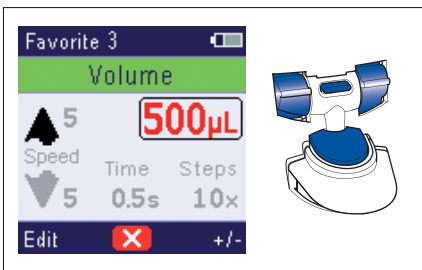 Favorite 3
Volume
5
500µL
Speed
Time
Steps
5
0.5s
10×
Edit
+/-